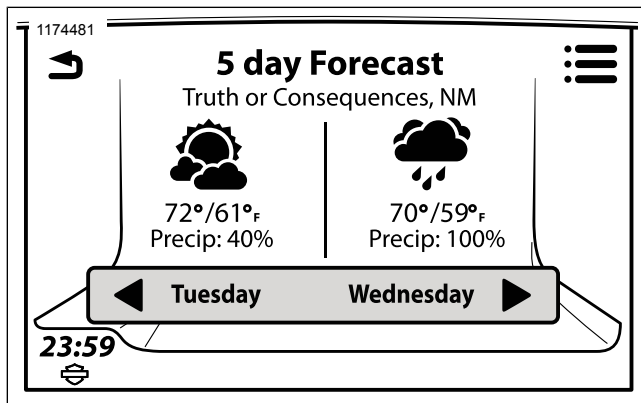 1174481
5 day Forecast
Truth or Consequences, NM
72°/61°F
Precip: 40%
70°/59°F
Precip: 100%
Tuesday
Wednesday
23:59